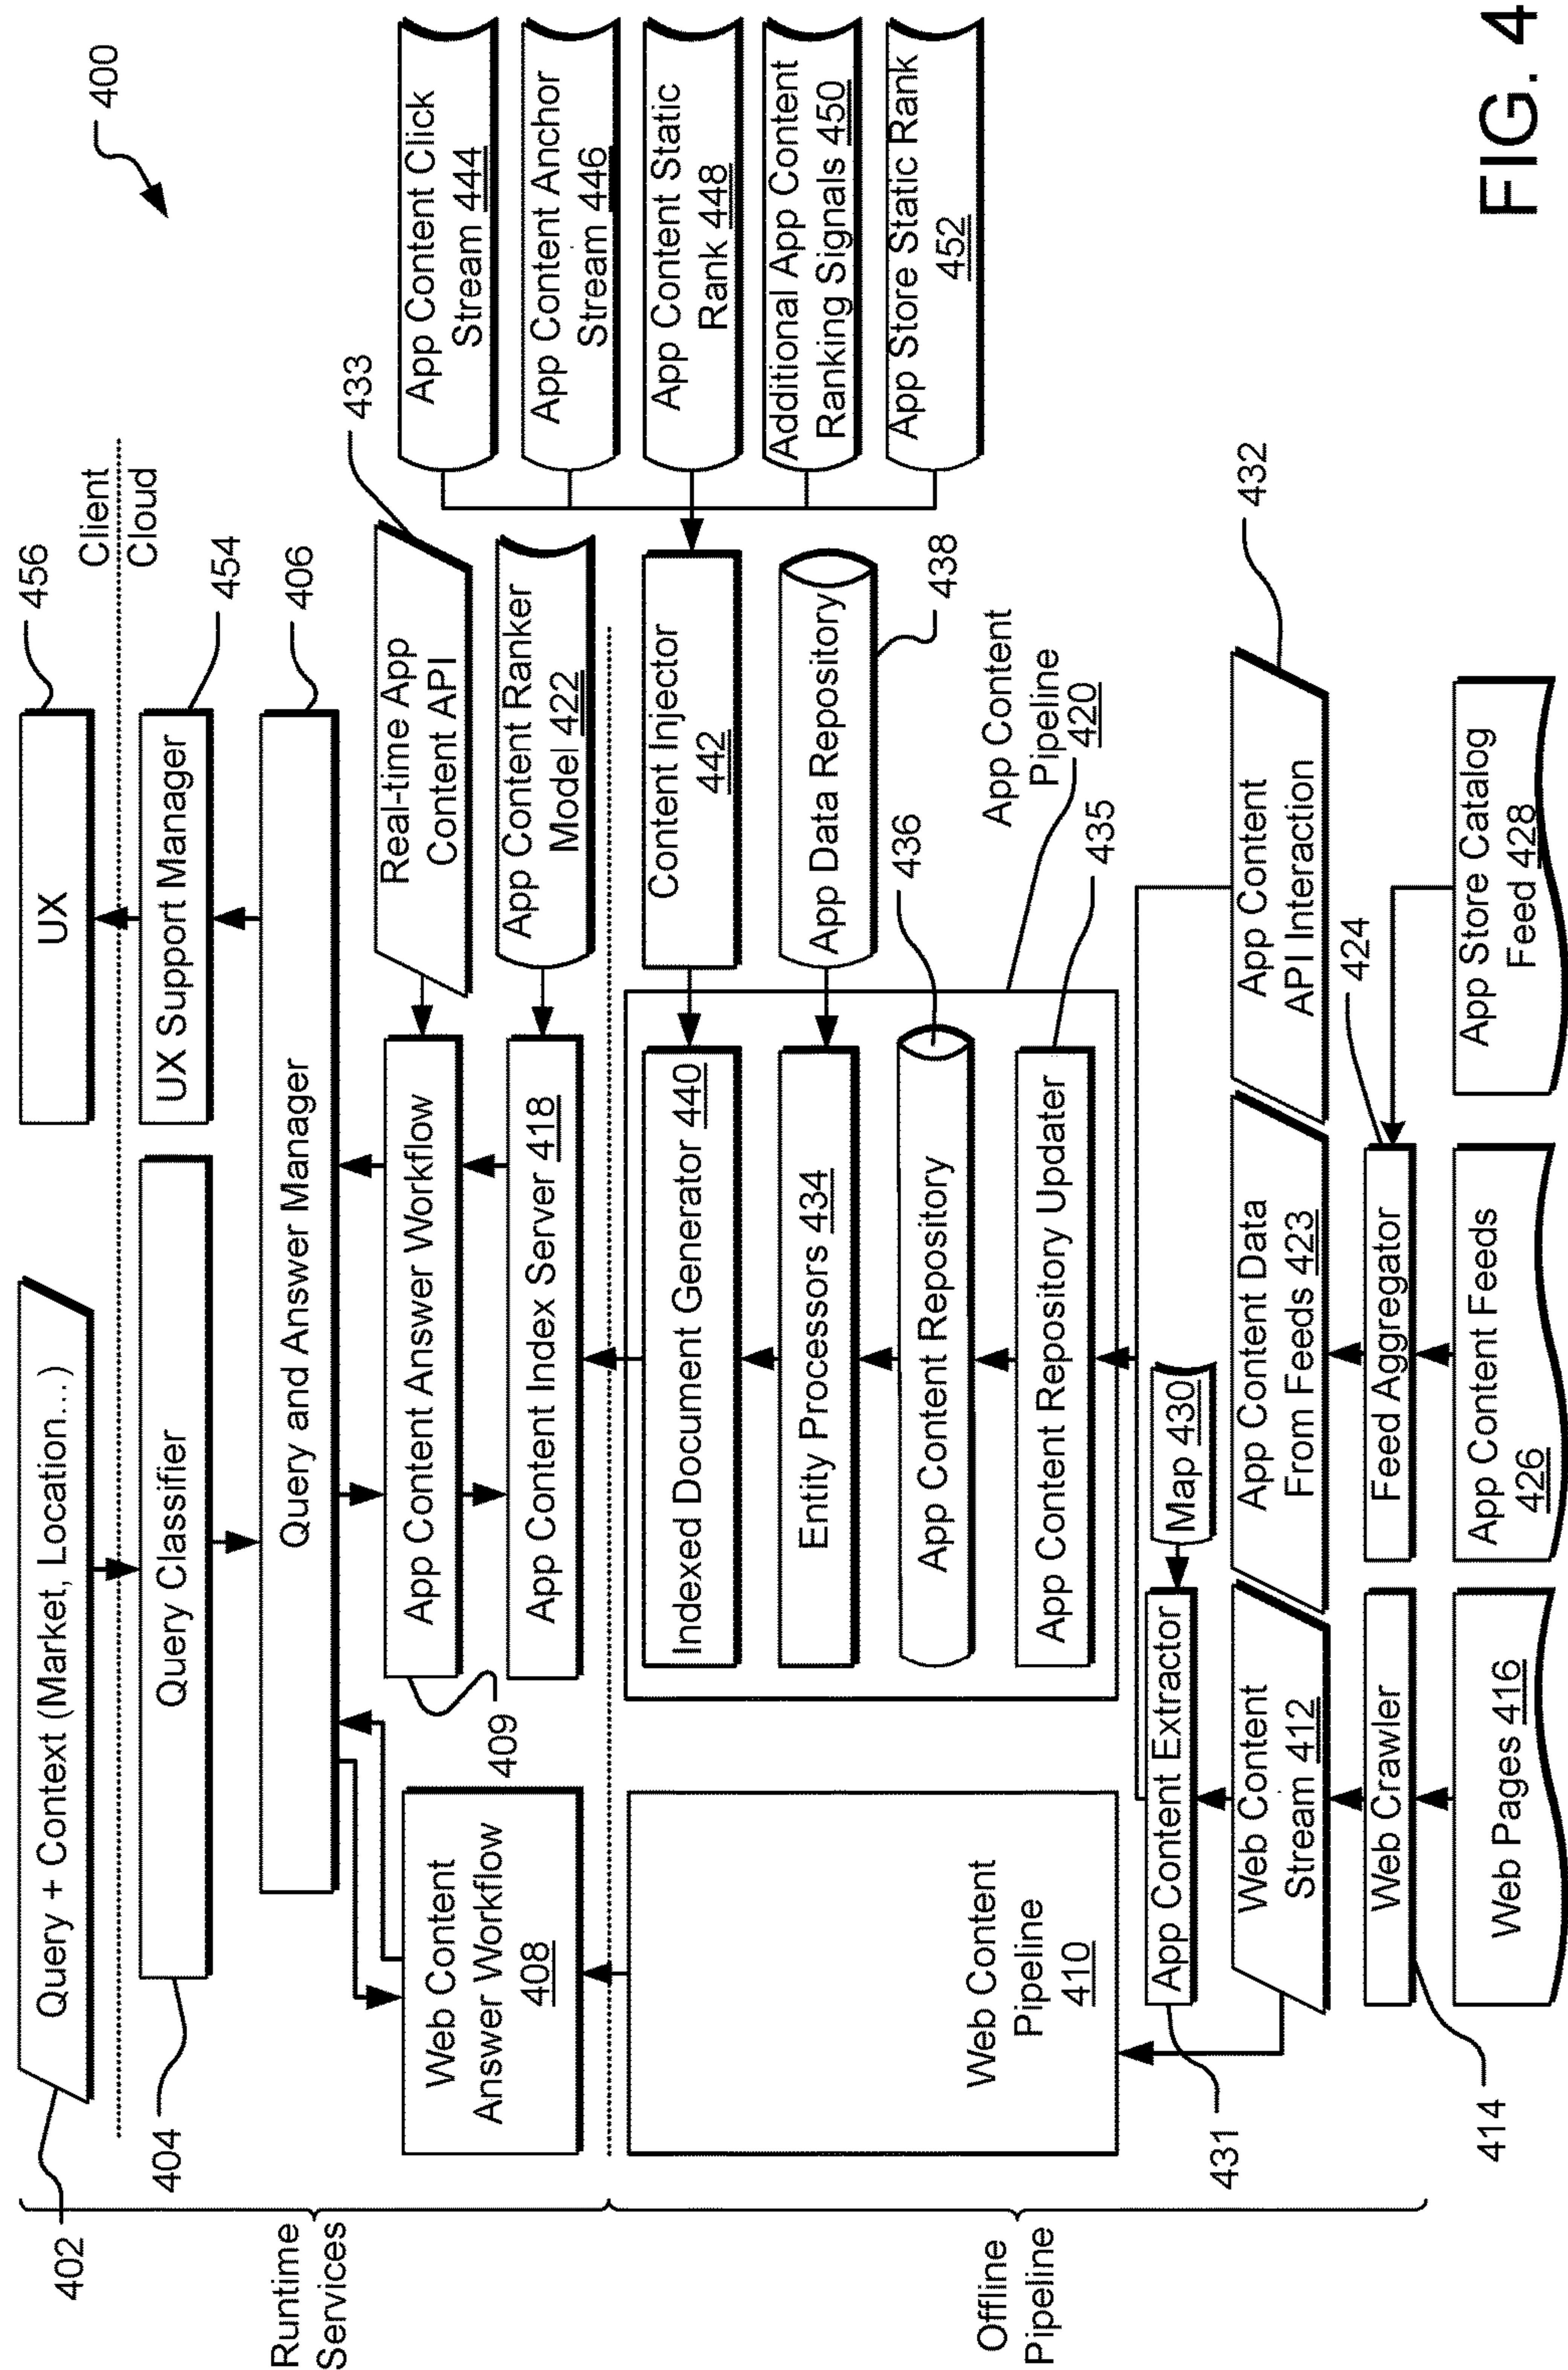 400
456
Client
Cloud
454
406
402
Query + Context (Market, Location...)
UX
404
Query Classifier
UX Support Manager
Query and Answer Manager
Runtime
Services
433
Web Content
Answer Workflow
408
409
App Content Answer Workflow
App Content Index Server 418
Real-time App
Content API
App Content Ranker
Model 422
App Content Click
Stream 444
App Content Anchor
Stream 446
App Content Static
Rank 448
Additional App Content
Ranking Signals 450
App Store Static Rank
452
Offline
Pipeline
Web Content
Pipeline
410
Indexed Document Generator 440
Entity Processors 434
App Content Repository
App Content Repository Updater
Content Injector
442
App Data Repository
438
436
App Content
Pipeline
420
435
431
App Content Extractor
Map 430
432
Web Content
Stream 412
App Content Data
From Feeds 423
App Content
API Interaction
414
Web Crawler
Feed Aggregator
424
Web Pages 416
App Content Feeds
426
App Store Catalog
Feed 428
FIG. 4